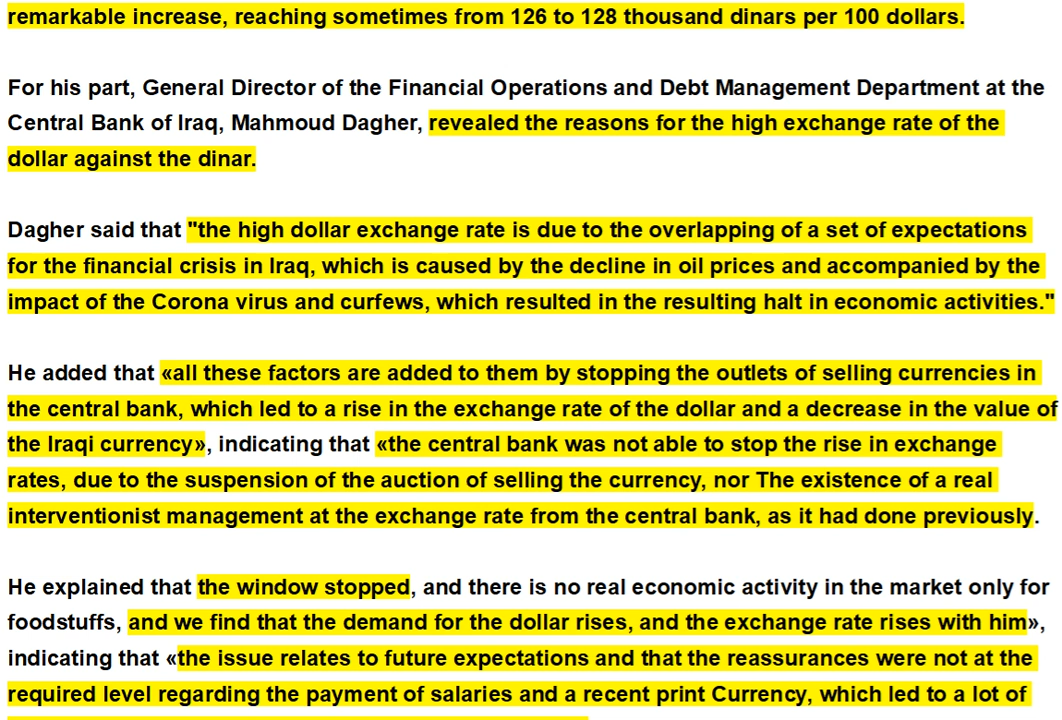 remarkable increase, reaching sometimes from 126 to 128 thousand dinars per 100 dollars.
For his part, General Director of the Financial Operations and Debt Management Department at the
Central Bank of Iraq, Mahmoud Dagher, revealed the reasons for the high exchange rate of the
dollar against the dinar.
Dagher said that "the high dollar exchange rate is due to the overlapping of a set of expectations
for the financial crisis in Iraq, which is caused by the decline in oil prices and accompanied by the
impact of the Corona virus and curfews, which resulted in the resulting halt in economic activities."
He added that «all these factors are added to them by stopping the outlets of selling currencies in
the central bank, which led to a rise in the exchange rate of the dollar and a decrease in the value of
the Iraqi currency», indicating that «the central bank was not able to stop the rise in exchange
rates, due to the suspension of the auction of selling the currency, nor The existence of a real
interventionist management at the exchange rate from the central bank, as it had done previously.
He explained that the window stopped, and there is no real economic activity in the market only for
foodstuffs, and we find that the demand for the dollar rises, and the exchange rate rises with him»,
indicating that «the issue relates to future expectations and that the reassurances were not at the
required level regarding the payment of salaries and a recent print Currency, which led to a lot of